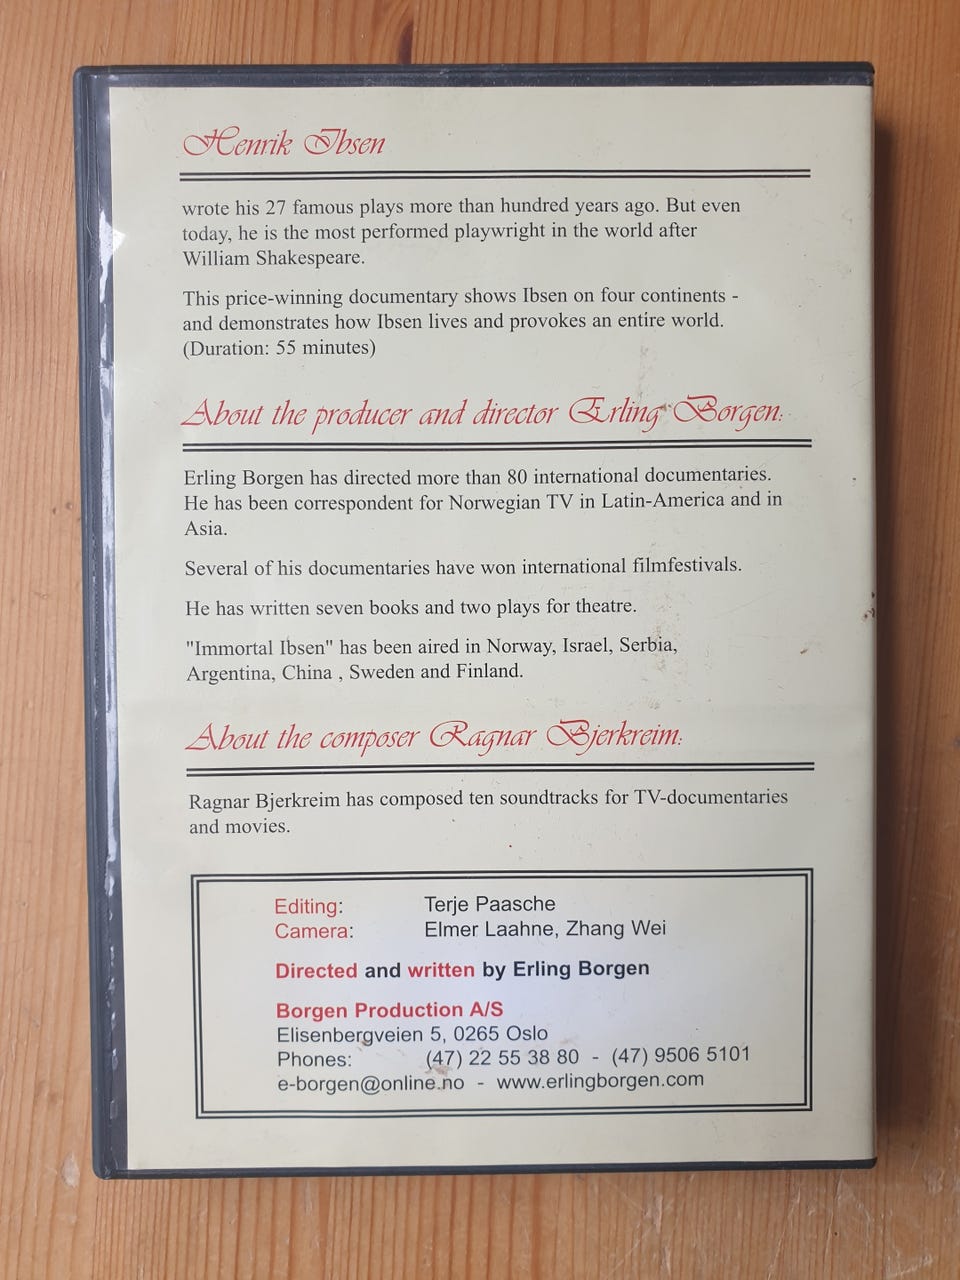 Henrik Ibsen
wrote his 27 famous plays more than hundred years ago. But even
today, he is the most performed playwright in the world after
William Shakespeare.
This price-winning documentary shows Ibsen on four continents -
and demonstrates how Ibsen lives and provokes an entire world.
(Duration: 55 minutes)
About the producer and director Erling Borgen:
Erling Borgen has directed more than 80 international documentaries.
He has been correspondent for Norwegian TV in Latin-America and in
Asia.
Several of his documentaries have won international filmfestivals.
He has written seven books and two plays for theatre.
"Immortal Ibsen" has been aired in Norway, Israel, Serbia,
Argentina, China , Sweden and Finland.
About the composer Ragnar Bjerkreim:
Ragnar Bjerkreim has composed ten soundtracks for TV-documentaries
and movies.
Editing: Terje Paasche
Camera: Elmer Laahne, Zhang Wei
Directed and written by Erling Borgen
Borgen Production A/S
Elisenbergveien 5, 0265 Oslo
Phones: (47) 22 55 38 80 - (47) 9506 5101
e-borgen@online.no - www.erlingborgen.com